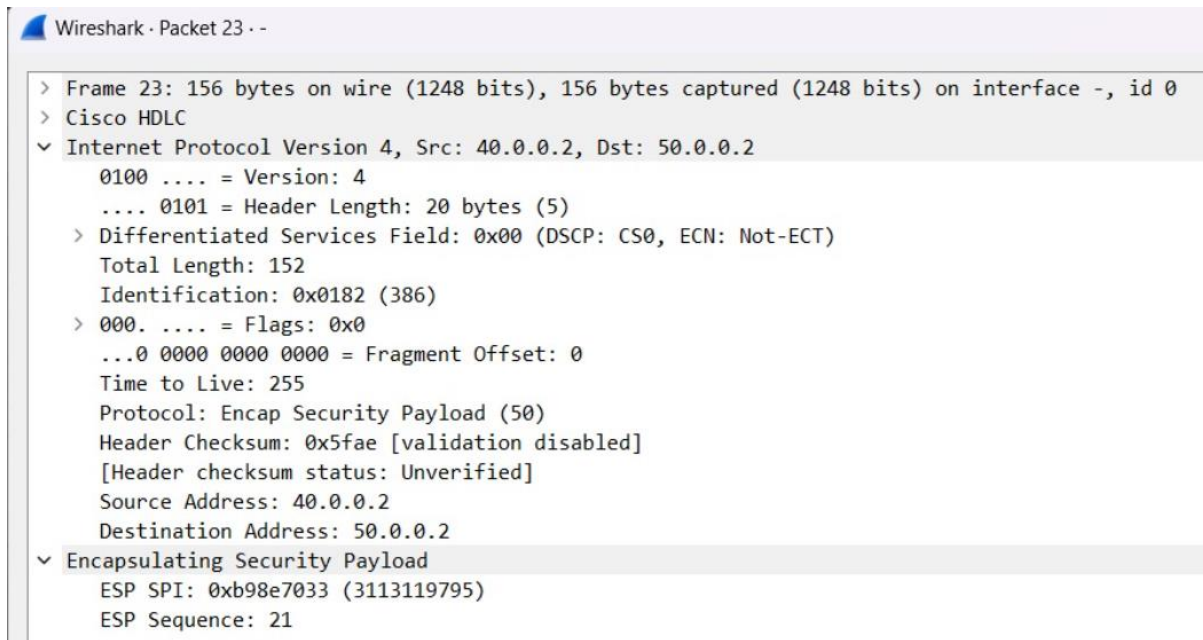 Wireshark · Packet 23 · -
> Frame 23: 156 bytes on wire (1248 bits), 156 bytes captured (1248 bits) on interface -, id 0
> Cisco HDLC
Internet Protocol Version 4, Src: 40.0.0.2, Dst: 50.0.0.2
0100 .... = Version: 4
.... 0101 = Header Length: 20 bytes (5)
> Differentiated Services Field: 0x00 (DSCP: CS0, ECN: Not-ECT)
Total Length: 152
Identification: 0x0182 (386)
> 000. .... = Flags: 0x0
...0 0000 0000 0000 = Fragment Offset: 0
Time to Live: 255
Protocol: Encap Security Payload (50)
Header Checksum: 0x5fae [validation disabled]
[Header checksum status: Unverified]
Source Address: 40.0.0.2
Destination Address: 50.0.0.2
Encapsulating Security Payload
ESP SPI: 0xb98e7033 (3113119795)
ESP Sequence: 21